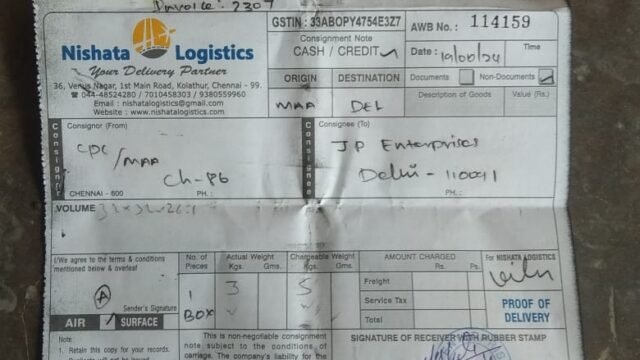 Invoice: 2307
Nishata Logistics
Your Delivery Partner
36, Venus Nagar, 1st Main Road, Kolathur, Chennai - 99.
☎ 044-48524280 / 7010458303 / 9380559960
Email : nishatalogistics@gmail.com
Website : www.nishatalogistics.com
GSTIN : 33ABOPY4754E3Z7
Consignment Note
CASH / CREDIT
ORIGIN DESTINATION
MAA DEL
AWB No. : 114159
Date : Time
Documents Non-Documents
Description of Goods Value (Rs.)
Consignor
Consignor (From)
CPC/MAA
Ch-86
CHENNAI - 600 PH. :
Consignee
Consignee (To)
JP Enterprises
Delhi - 110091
PH. :
VOLUME
I/We agree to the terms & conditions
mentioned below & overleaf
Sender's Signature
AIR SURFACE
No. of Pieces
1
BOX
Actual Weight
Kgs. Gms.
3
Chargeable Weight
Kgs. Gms.
5
AMOUNT CHARGED
Rs. Ps.
Freight
Service Tax
Total
For NISHATA LOGISTICS
PROOF OF
DELIVERY
Note :
1. Retain this copy for your records.
This is non-negotiable consignment
note subject to the conditions of
carriage. The company's liability for the
SIGNATURE OF RECEIVER WITH RUBBER STAMP